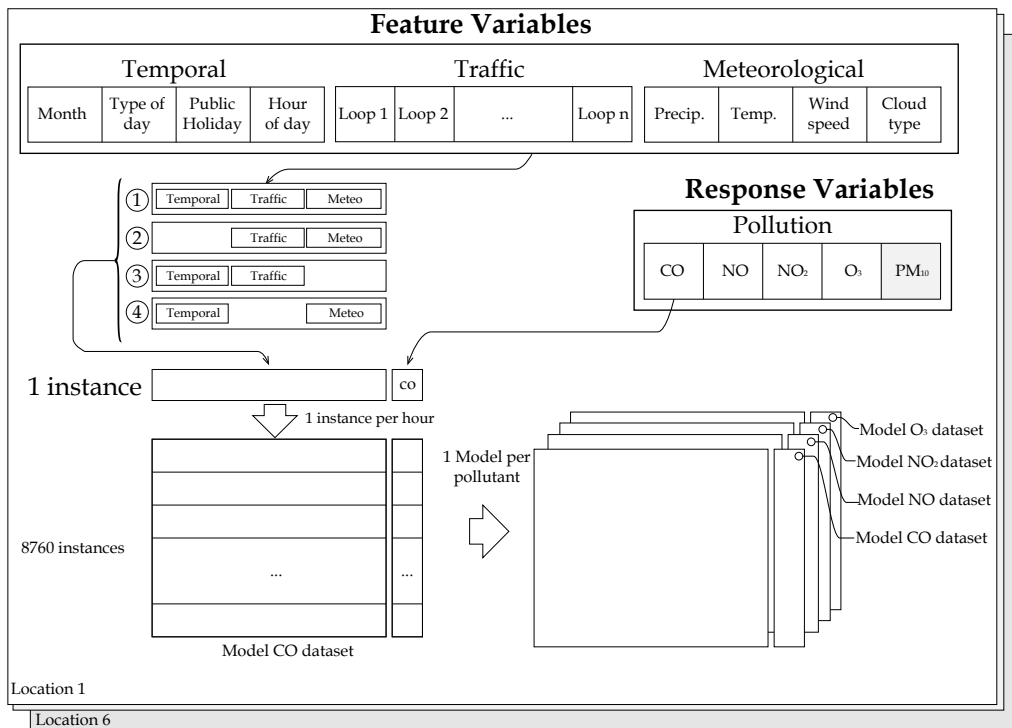 Feature Variables
Temporal
Traffic
Meteorological
Month
Type of
day
Public
Holiday
Hour
of day
Loop 1
Loop 2
...
Loop n
Precip.
Temp.
Wind
speed
Cloud
type
1
Temporal
Traffic
Meteo
2
Traffic
Meteo
3
Temporal
Traffic
4
Temporal
Meteo
Response Variables
Pollution
CO
NO
NO₂
O₃
PM₁₀
1 instance
co
1 instance per hour
8760 instances
...
...
Model CO dataset
1 Model per
pollutant
Model O₃ dataset
Model NO₂ dataset
Model NO dataset
Model CO dataset
Location 1
Location 6